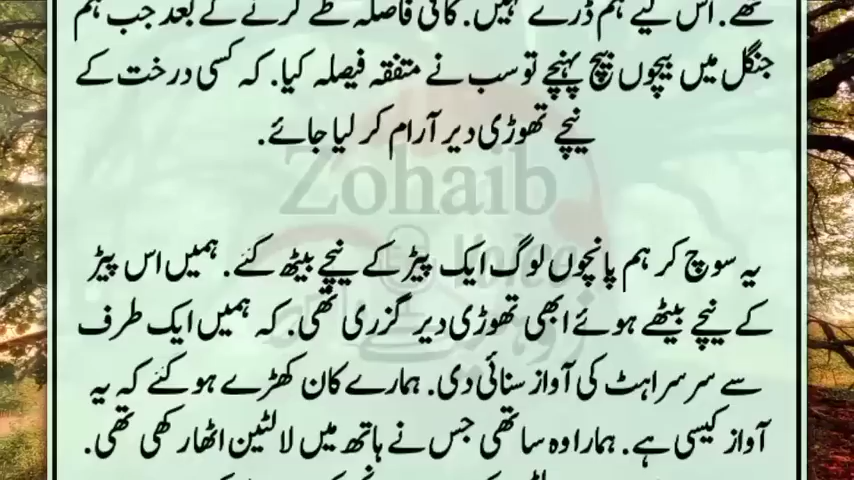 تھے. اس لیے ہم ڈرے نہیں. کافی فاصلہ طے کرنے کے بعد جب ہم
جنگل میں بیچوں بیچ پہنچے تو سب نے متفقہ فیصلہ کیا. کہ کسی درخت کے
نیچے تھوڑی دیر آرام کر لیا جائے.
Zohaib
یہ سوچ کر ہم پانچوں لوگ ایک پیڑ کے نیچے بیٹھ گئے. ہمیں اس پیڑ
کے نیچے بیٹھے ہوئے ابھی تھوڑی دیر گزری تھی. کہ ہمیں ایک طرف
سے سرسراہٹ کی آواز سنائی دی. ہمارے کان کھڑے ہو گئے کہ یہ
آواز کیسی ہے. ہمارا وہ ساتھی جس نے ہاتھ میں لالٹین اٹھا رکھی تھی.